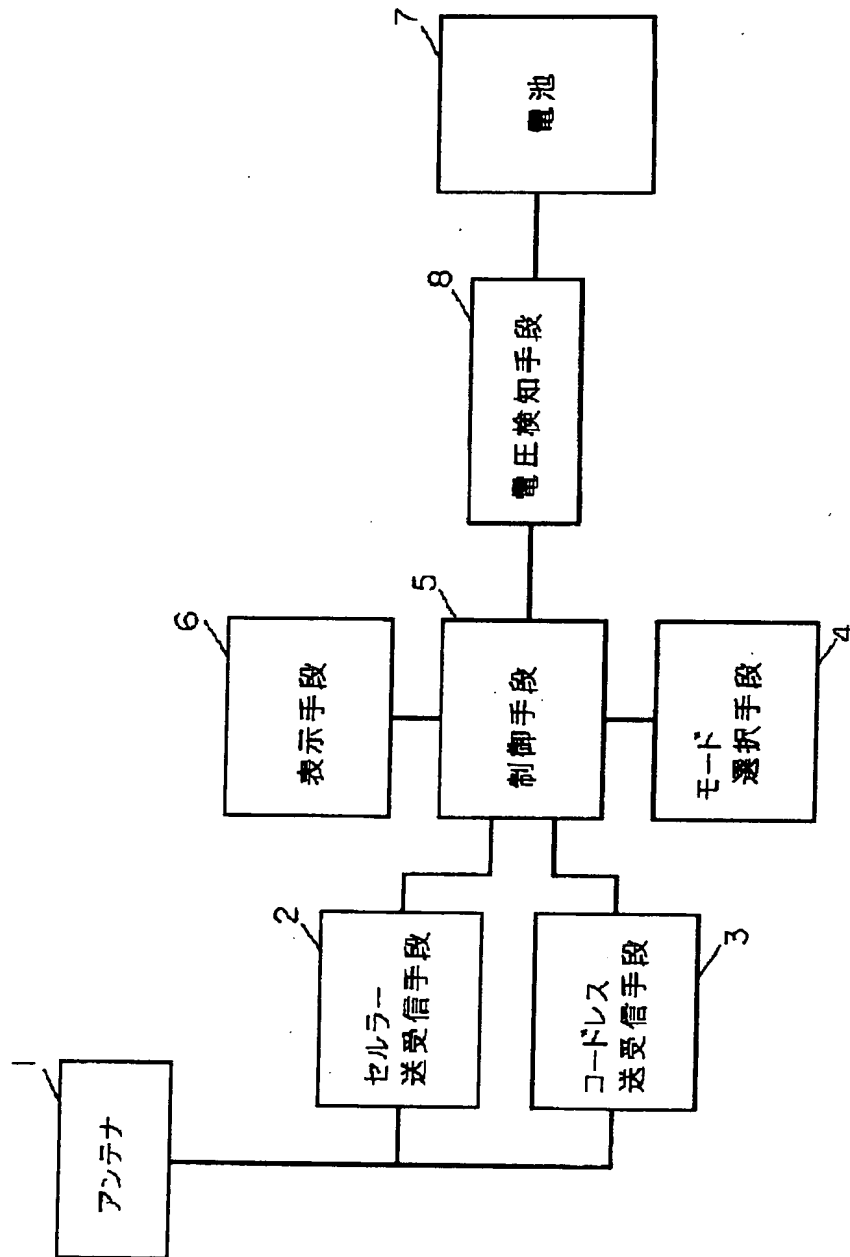 1
アンテナ
2
セルラー
送受信手段
3
コードレス
送受信手段
6
表示手段
5
制御手段
4
モード
選択手段
8
電圧検知手段
7
電池